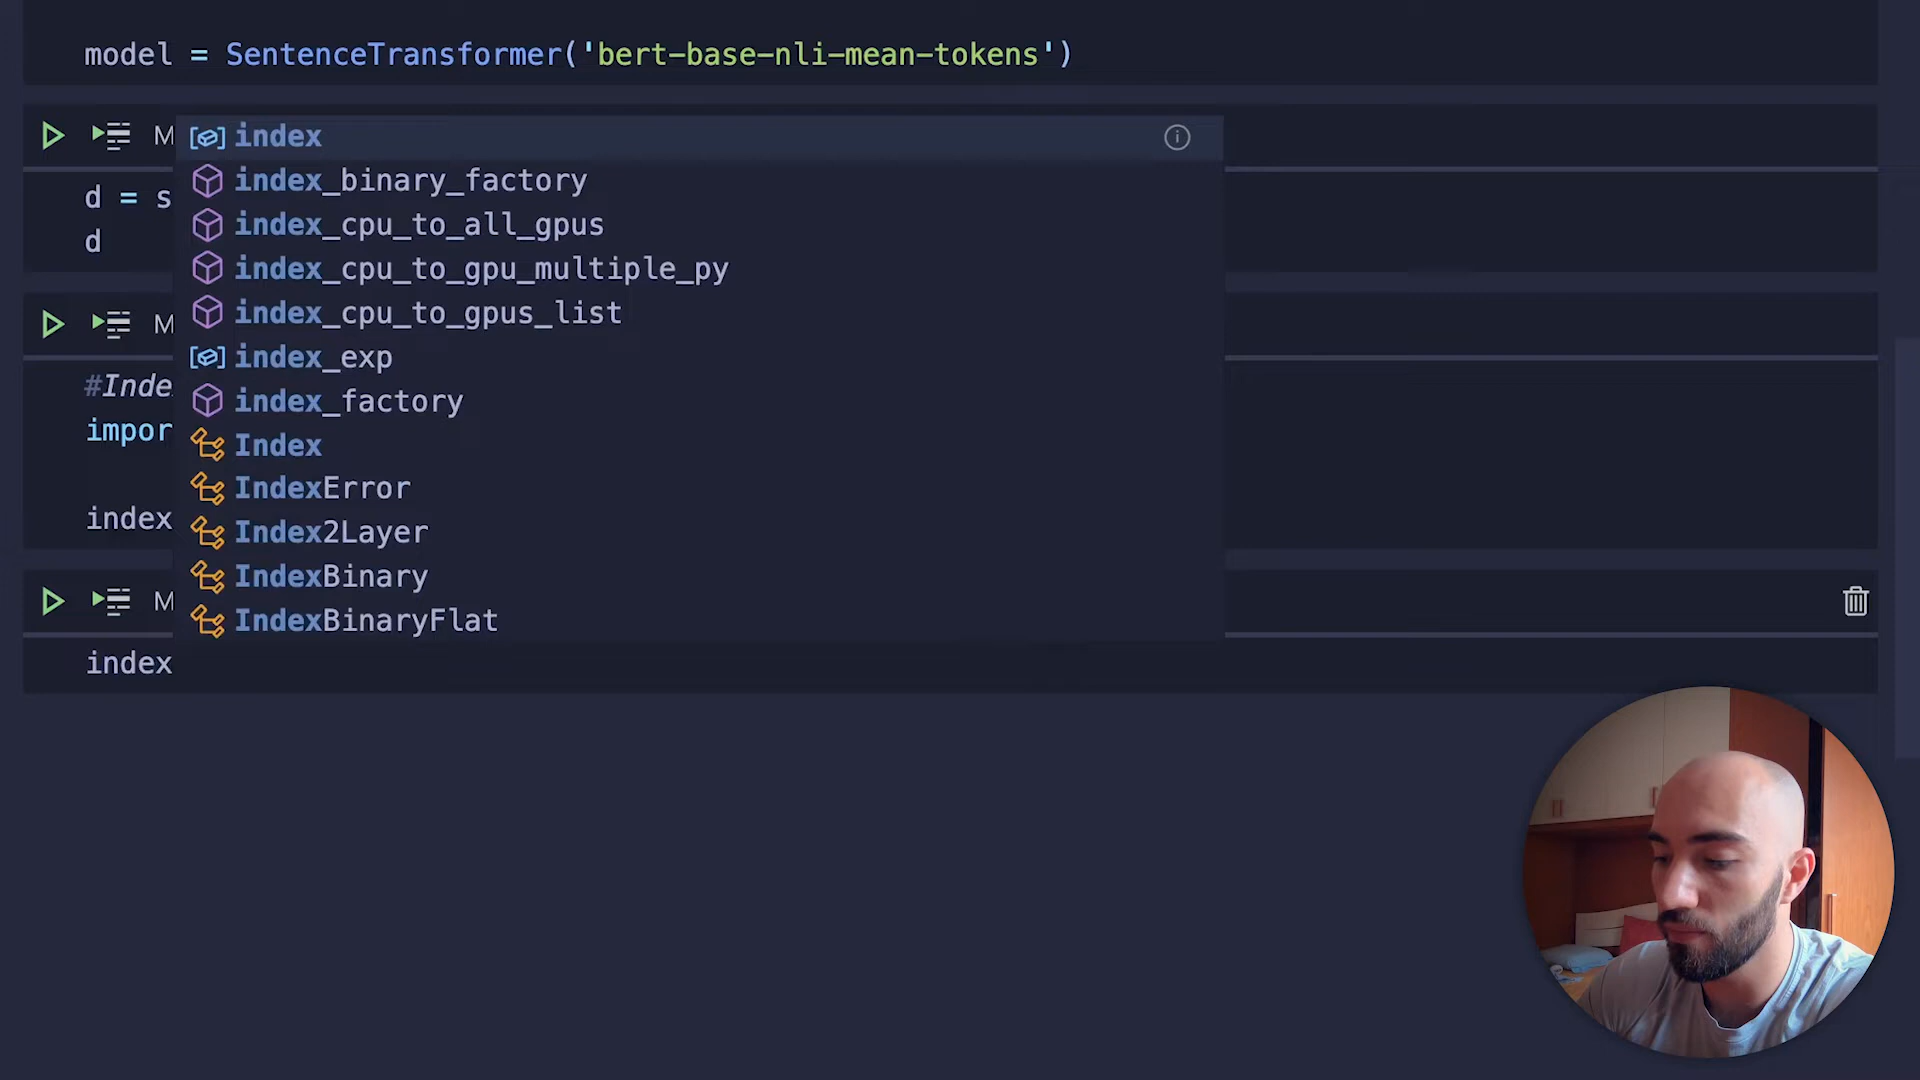 model = SentenceTransformer('bert-base-nli-mean-tokens')
M
index
index_binary_factory
d = s
index_cpu_to_all_gpus
d
index_cpu_to_gpu_multiple_py
index_cpu_to_gpus_list
M
index_exp
#Inde
index_factory
impor
Index
IndexError
index
Index2Layer
IndexBinary
M
IndexBinaryFlat
index